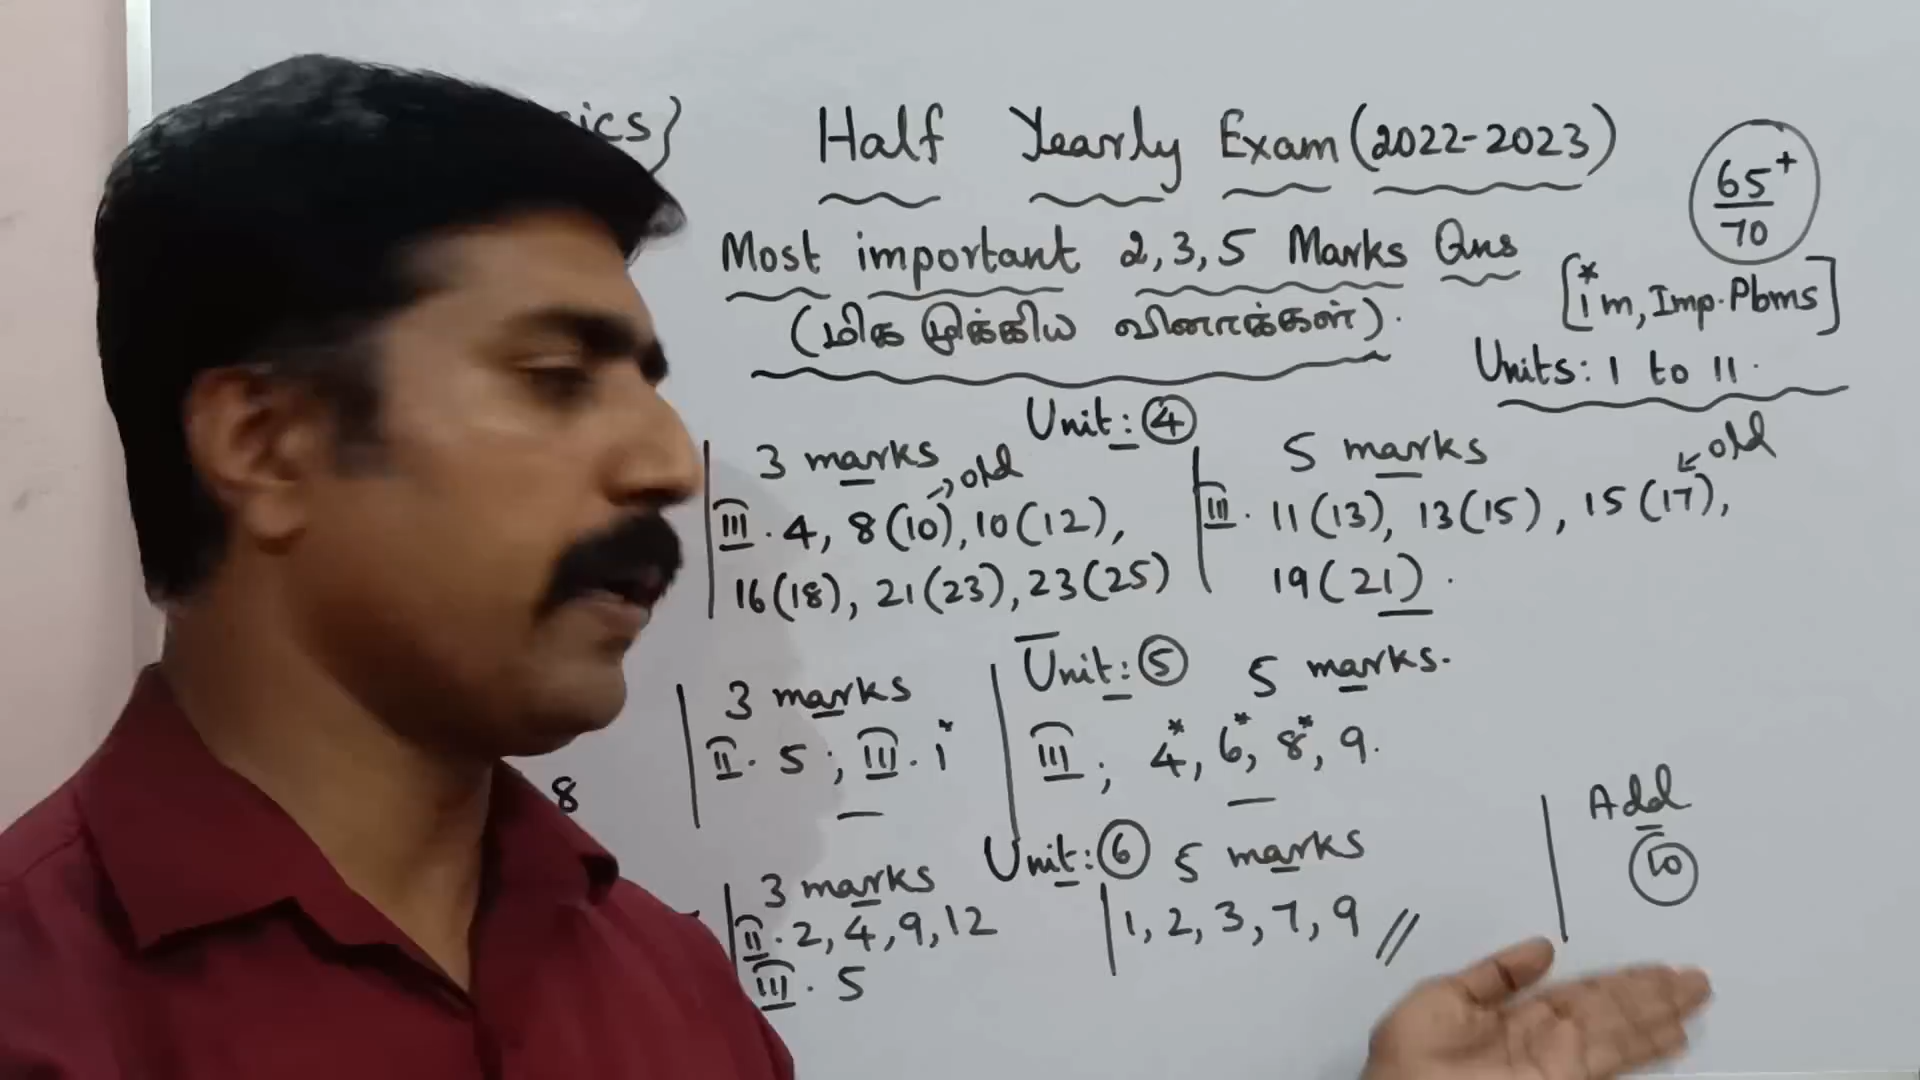 ics}
Half Yearly Exam (2022-2023)
65+
70
Most important 2,3,5 Marks Qns
[*1m, Imp. Pbms]
(மிக முக்கிய வினாக்கள்).
Units: 1 to 11.
Unit: 4
3 marks
→ old
III. 4, 8(10), 10(12),
16(18), 21(23), 23(25)
5 marks
← old
III. 11(13), 13(15), 15(17),
19(21).
Unit: 5
3 marks
II. 5; III. 1*
5 marks.
III; 4*, 6*, 8*, 9.
8
Unit: 6
3 marks
II. 2, 4, 9, 12
III. 5
5 marks
1, 2, 3, 7, 9 //
Add
10